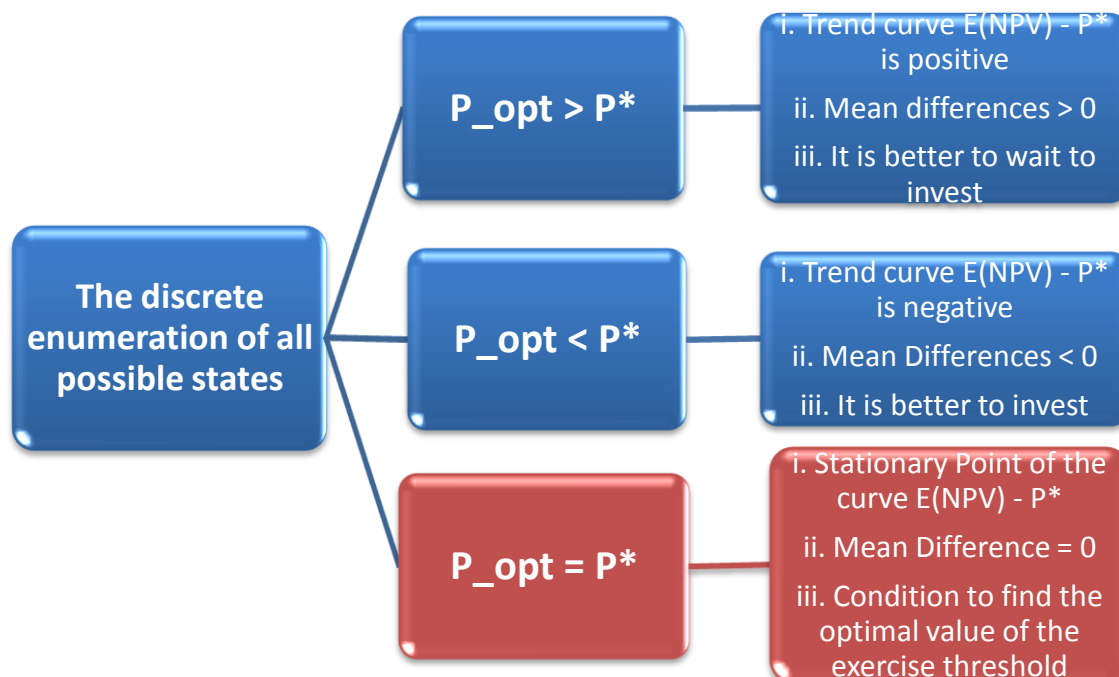 The discrete
enumeration of all
possible states
P_opt > P*
i. Trend curve E(NPV) - P*
is positive
ii. Mean differences > 0
iii. It is better to wait to
invest
P_opt < P*
i. Trend curve E(NPV) - P*
is negative
ii. Mean Differences < 0
iii. It is better to invest
P_opt = P*
i. Stationary Point of the
curve E(NPV) - P*
ii. Mean Difference = 0
iii. Condition to find the
optimal value of the
exercise threshold